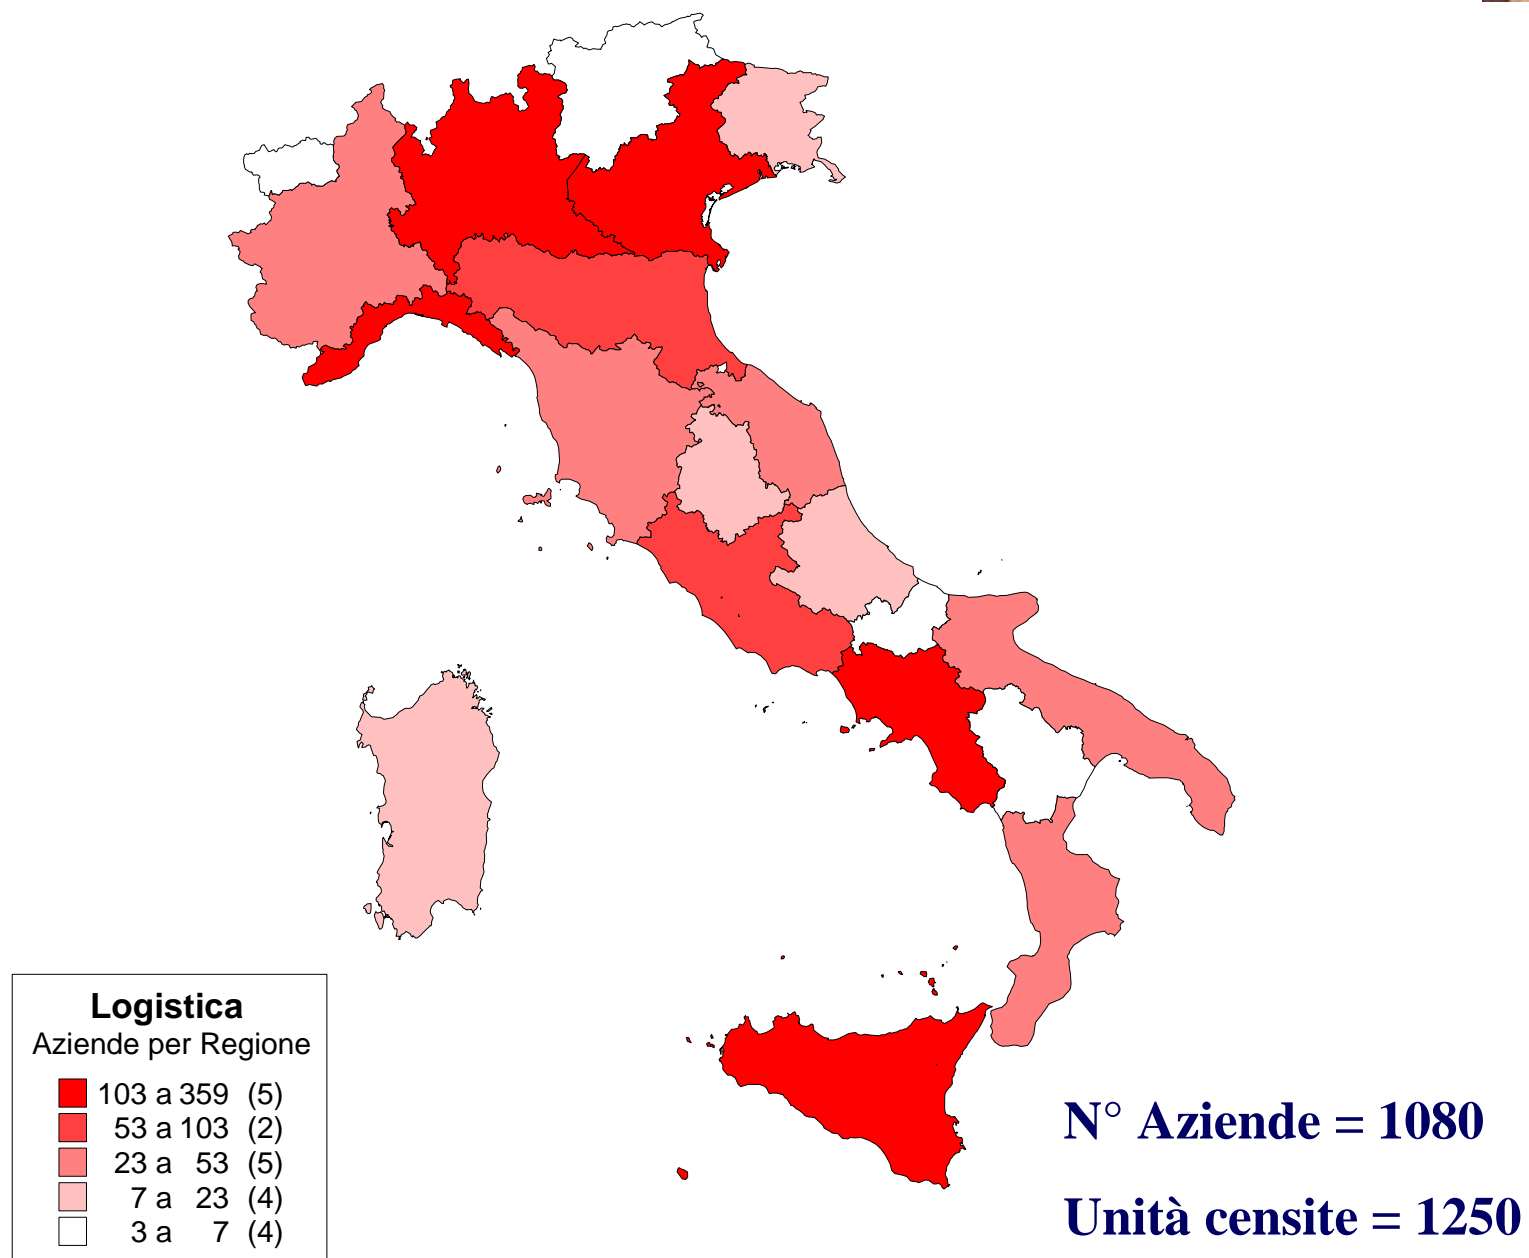 Logistica
Aziende per Regione
103 a 359 (5)
53 a 103 (2)
23 a 53 (5)
7 a 23 (4)
3 a 7 (4)
N° Aziende = 1080
Unità censite = 1250